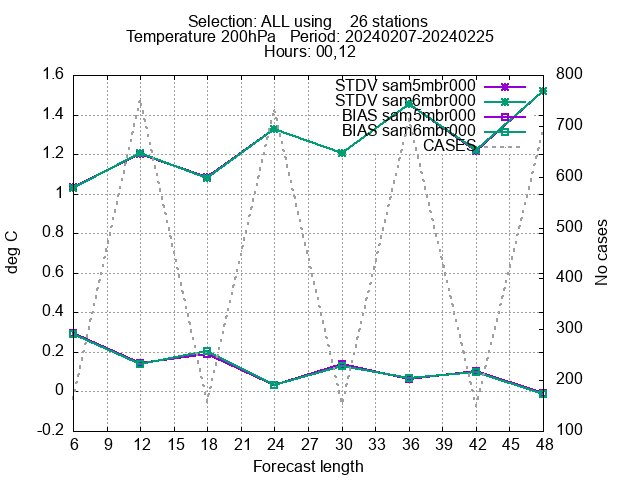 Selection: ALL using    26 stations
Temperature 200hPa   Period: 20240207-20240225
Hours: 00,12
STDV sam5mbr000
STDV sam6mbr000
BIAS sam5mbr000
BIAS sam6mbr000
CASES
deg C
1.6
1.4
1.2
1
0.8
0.6
0.4
0.2
0
-0.2
800
700
600
500
400
300
200
100
No cases
6 9 12 15 18 21 24 27 30 33 36 39 42 45 48
Forecast length